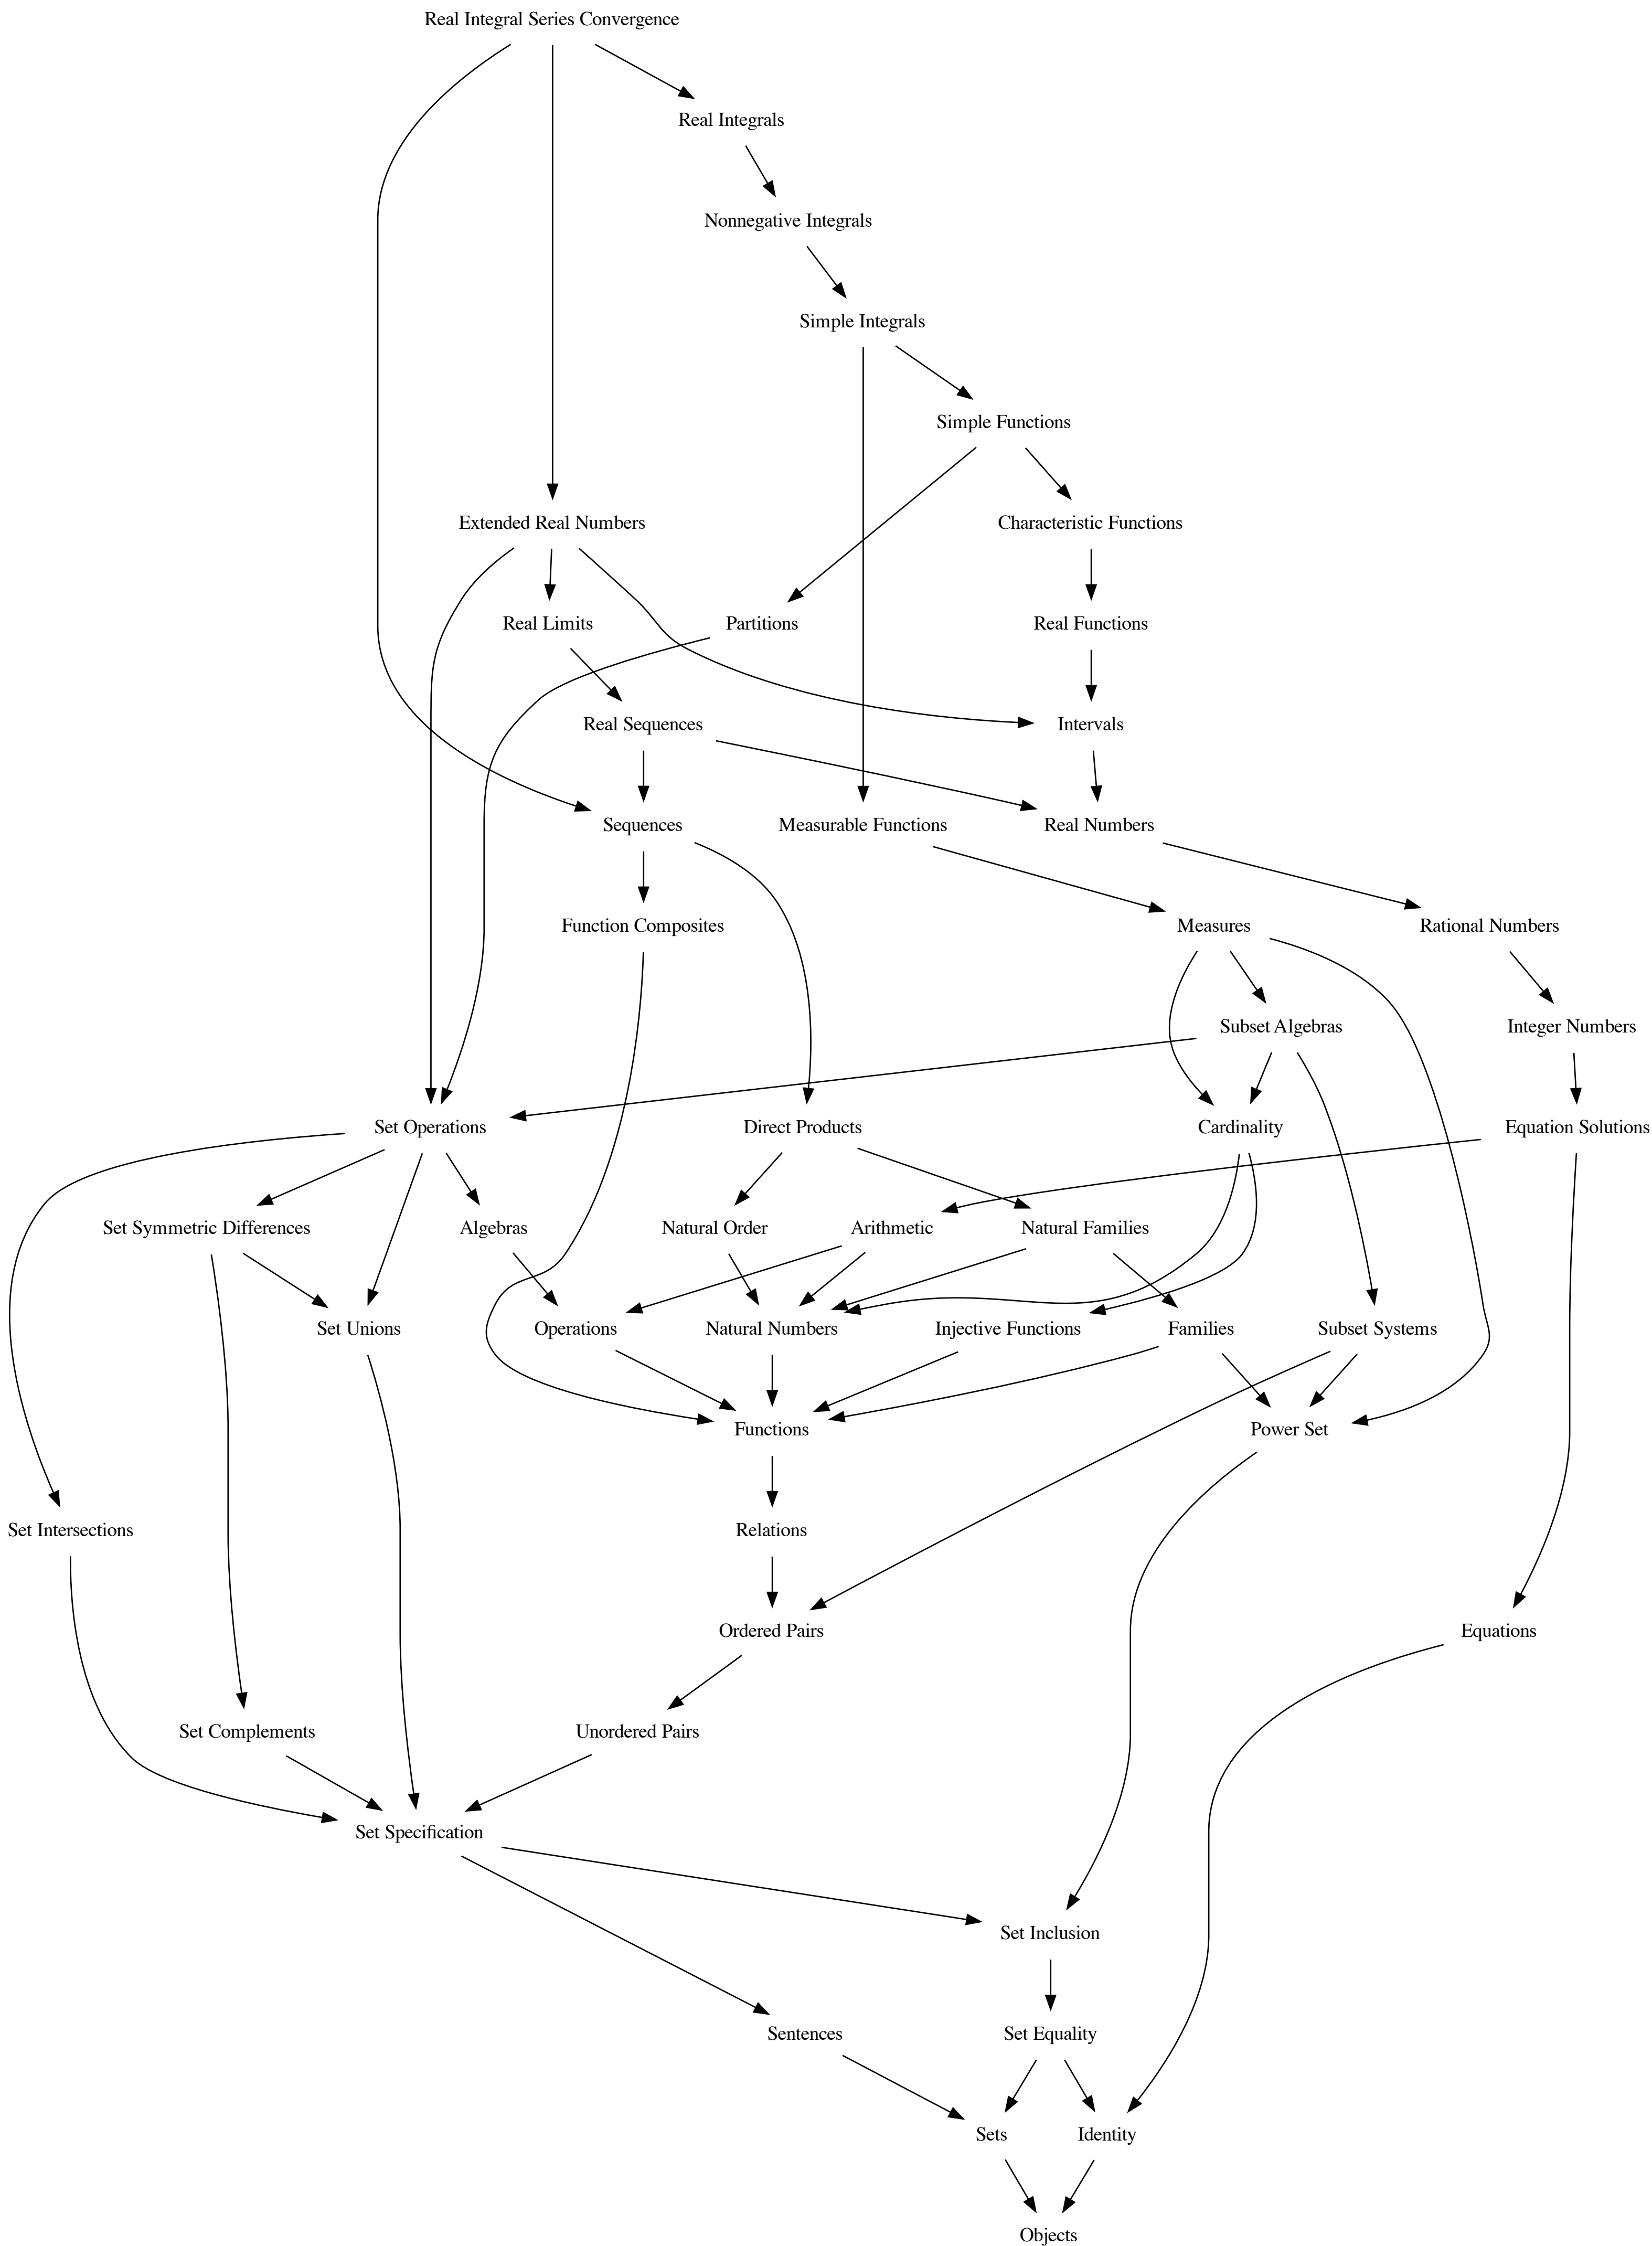 Real Integral Series Convergence
Real Integrals
Nonnegative Integrals
Simple Integrals
Simple Functions
Extended Real Numbers
Characteristic Functions
Real Limits
Partitions
Real Functions
Real Sequences
Intervals
Sequences
Measurable Functions
Real Numbers
Function Composites
Measures
Rational Numbers
Subset Algebras
Integer Numbers
Set Operations
Direct Products
Cardinality
Equation Solutions
Set Symmetric Differences
Algebras
Natural Order
Arithmetic
Natural Families
Set Unions
Operations
Natural Numbers
Injective Functions
Families
Subset Systems
Functions
Power Set
Set Intersections
Relations
Ordered Pairs
Equations
Set Complements
Unordered Pairs
Set Specification
Set Inclusion
Sentences
Set Equality
Sets
Identity
Objects